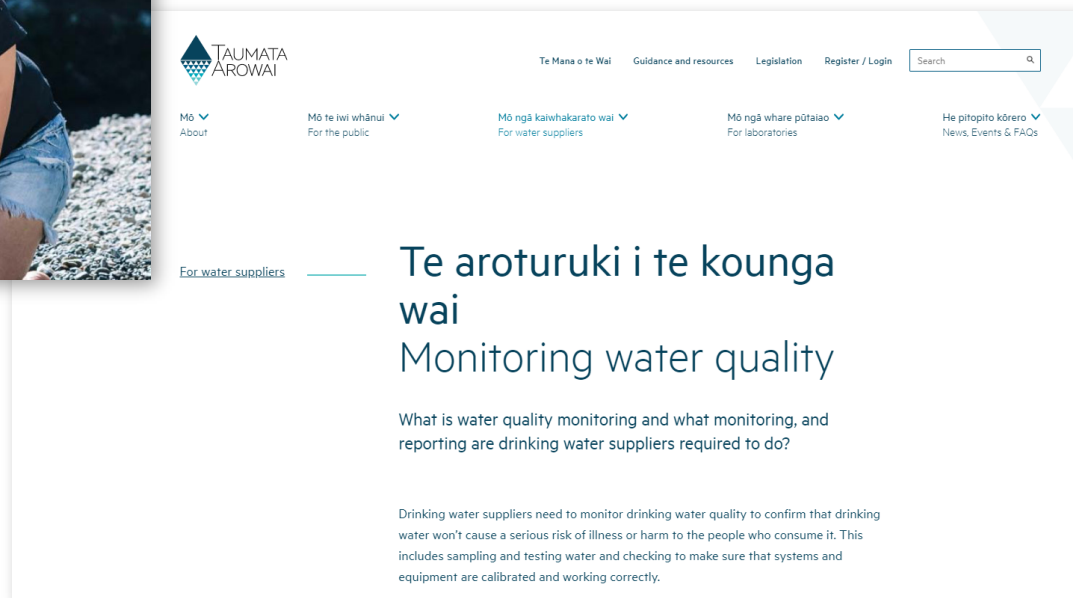 TAUMATA
AROWAI
Te Mana o te Wai
Guidance and resources
Legislation
Register / Login
Search
Mō
About
Mō te iwi whānui
For the public
Mō ngā kaiwhakarato wai
For water suppliers
Mō ngā whare pūtaiao
For laboratories
He pitopito kōrero
News, Events & FAQs
For water suppliers
Te aroturuki i te kounga
wai
Monitoring water quality
What is water quality monitoring and what monitoring, and
reporting are drinking water suppliers required to do?
Drinking water suppliers need to monitor drinking water quality to confirm that drinking
water won't cause a serious risk of illness or harm to the people who consume it. This
includes sampling and testing water and checking to make sure that systems and
equipment are calibrated and working correctly.